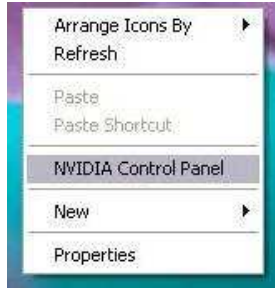 Arrange Icons By
Refresh
Paste
Paste Shortcut
NVIDIA Control Panel
New
Properties